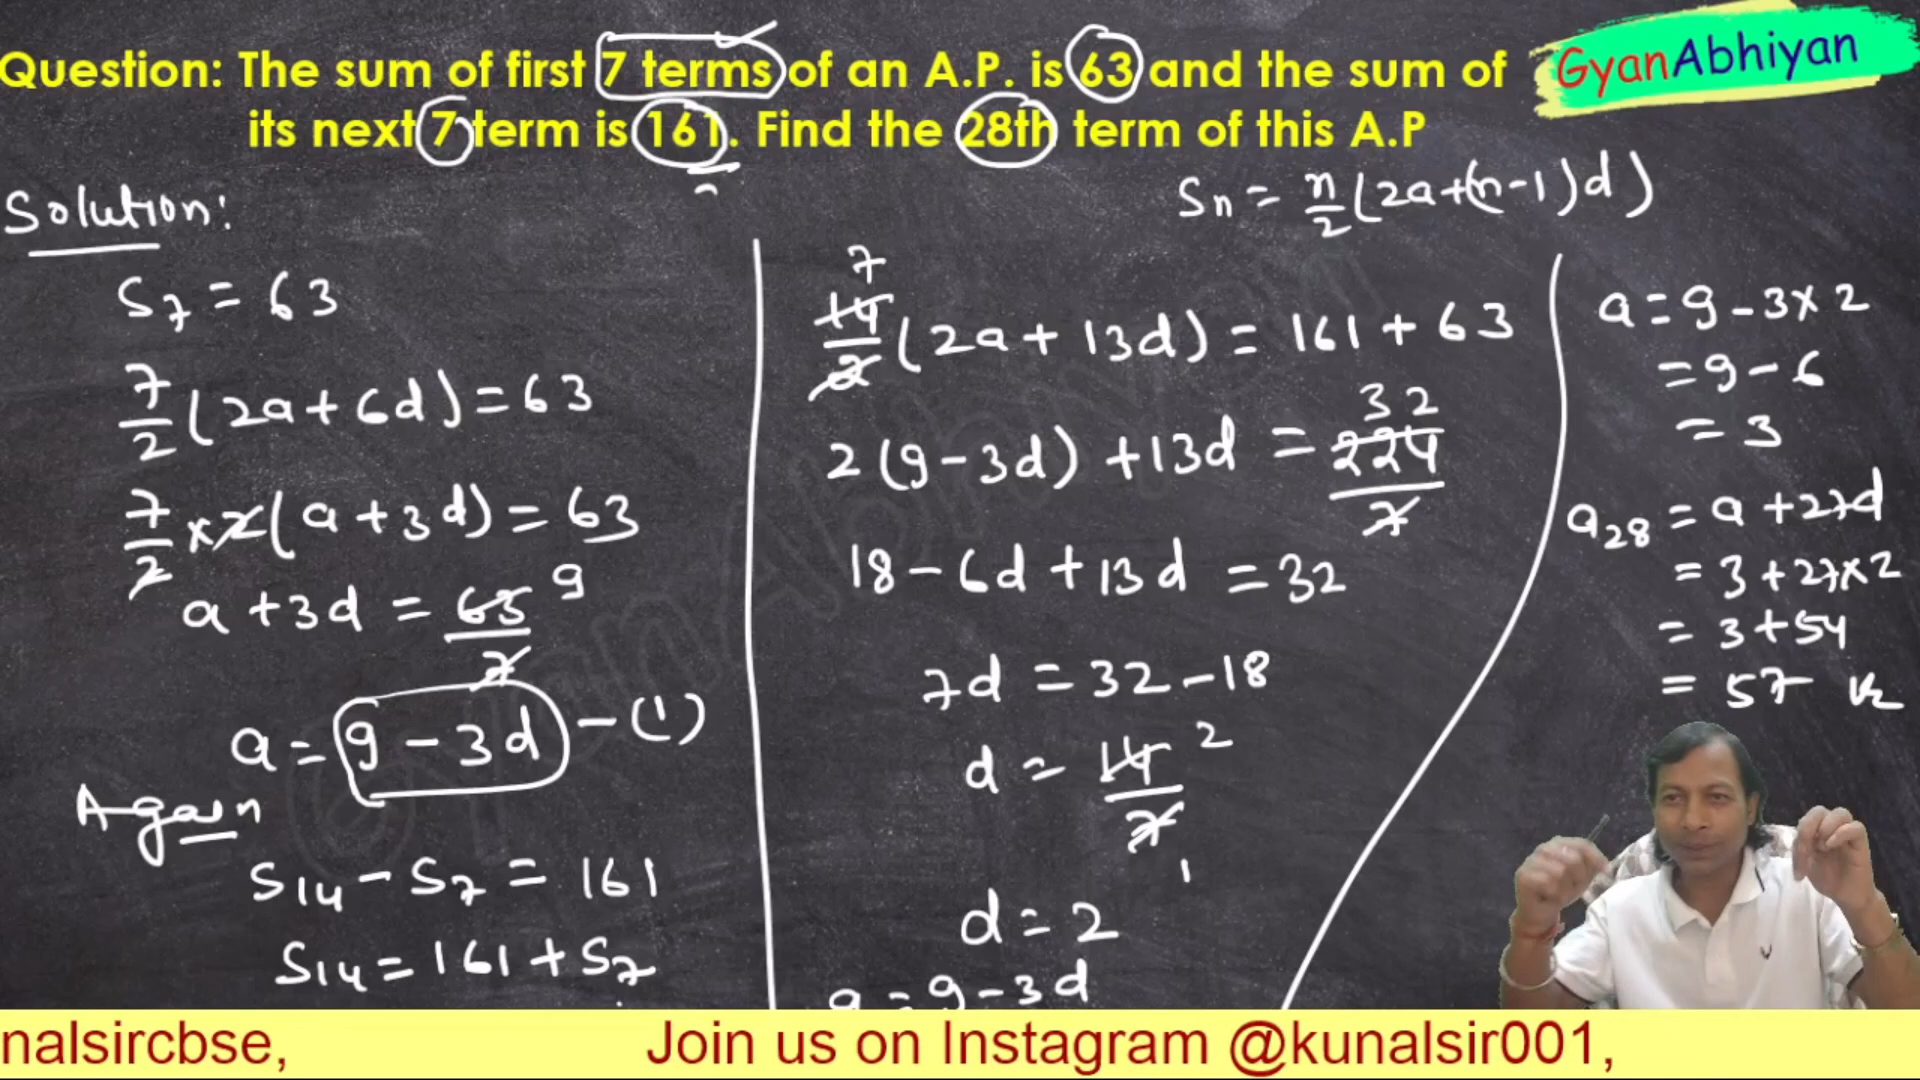 Question: The sum of first 7 terms of an A.P. is 63 and the sum of
its next 7 term is 161. Find the 28th term of this A.P
GyanAbhiyan
Solution:
Sn = n/2 (2a+(n-1)d)
S7 = 63
7/2 (2a+6d) = 63
7/2 × 2 (a+3d) = 63
a+3d = 63/7 9
a = 9-3d -(1)
Again
S14 - S7 = 161
S14 = 161 + S7
7
14/2 (2a + 13d) = 161 + 63
2(9-3d) + 13d = 224/7 32
18-6d+13d = 32
7d = 32-18
d = 14/7 2
1
d = 2
a = 9-3d
a = 9-3×2
= 9-6
= 3
a28 = a+27d
= 3+27×2
= 3+54
= 57
nalsircbse,
Join us on Instagram @kunalsir001,